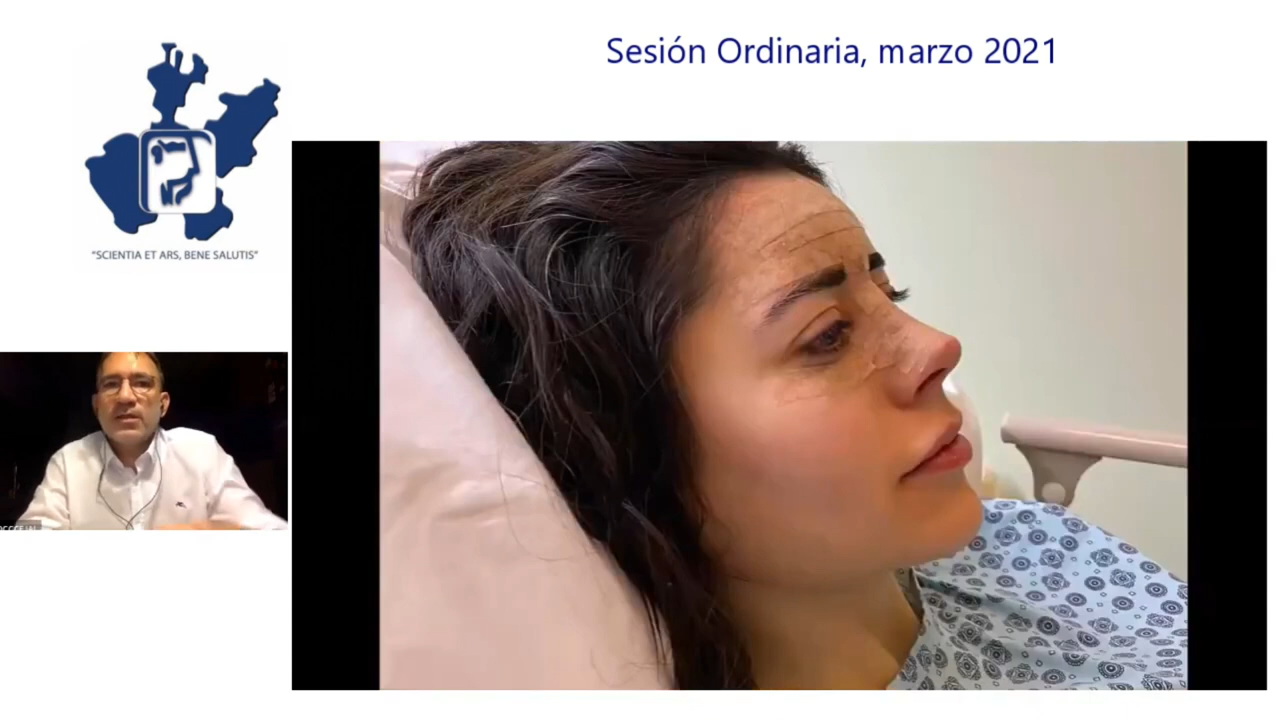 Sesión Ordinaria, marzo 2021
“SCIENTIA ET ARS, BENE SALUTIS”